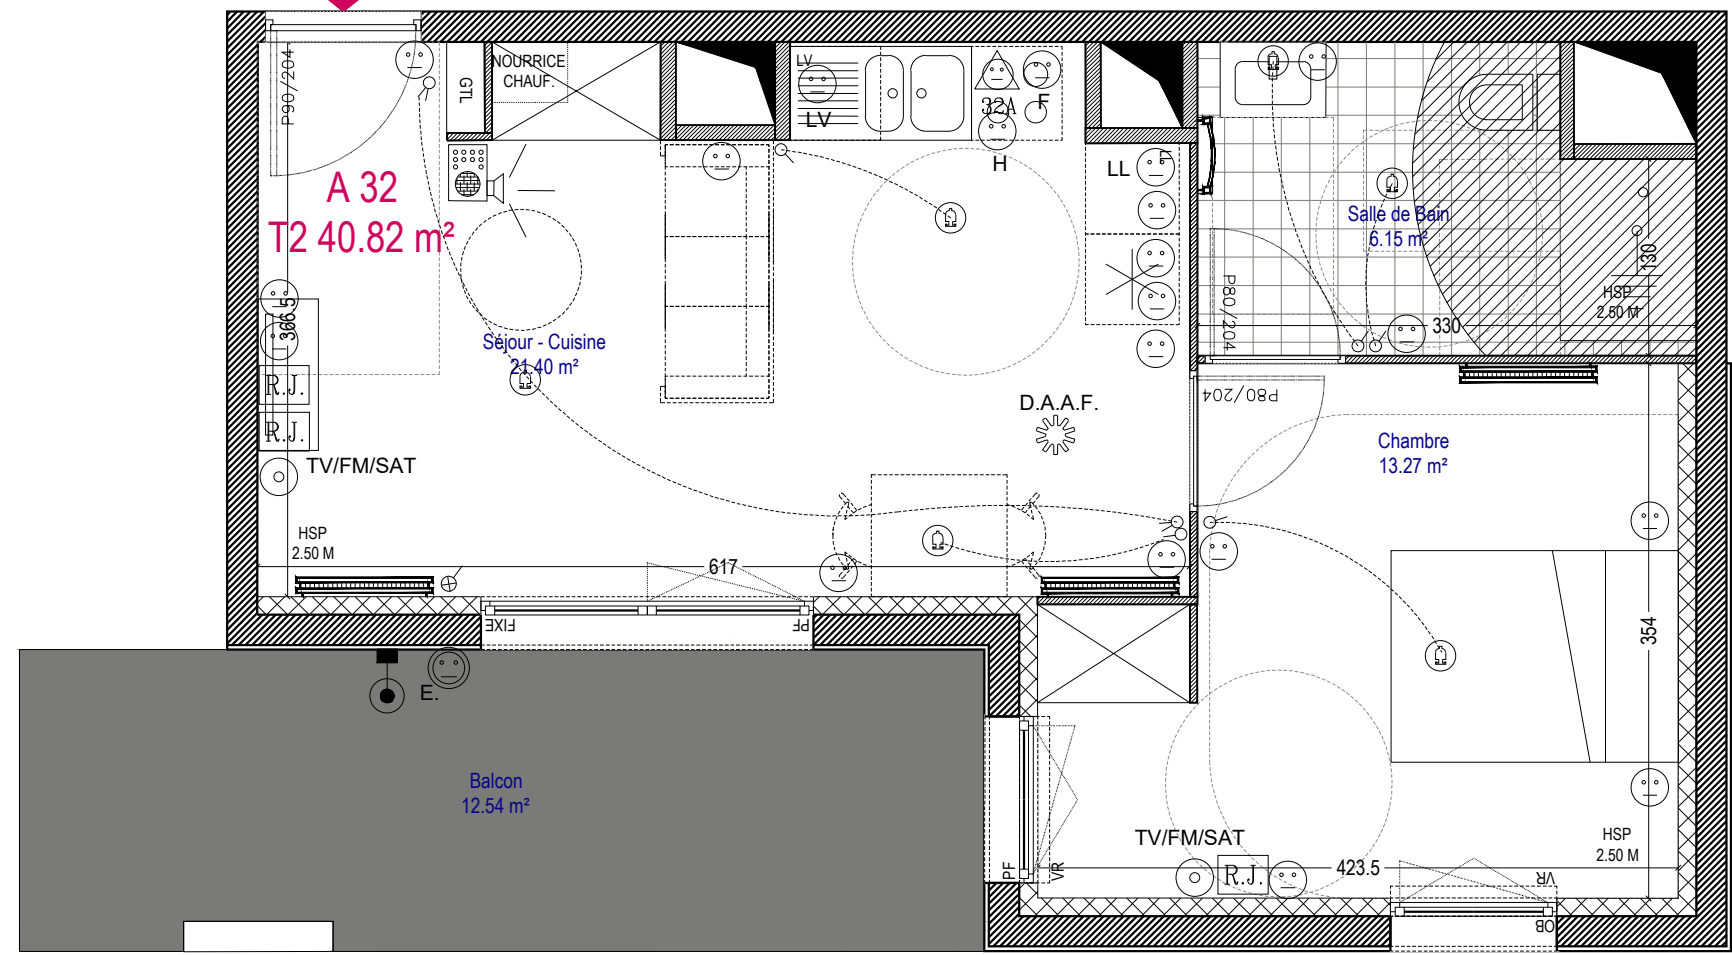 P90/204
GTL
NOURRICE
CHAUF.
LV
LV
32A
F
H
LL
LL
A 32
T2 40.82 m²
366.5
Séjour - Cuisine
21.40 m²
R.J.
R.J.
TV/FM/SAT
HSP
2.50 M
617
D.A.A.F.
FIXE
PF
E.
Balcon
12.54 m²
Salle de Bain
6.15 m²
130
HSP
2.50 M
330
P80/204
P80/204
Chambre
13.27 m²
354
PF
VR
TV/FM/SAT
R.J.
423.5
HSP
2.50 M
VR
OB